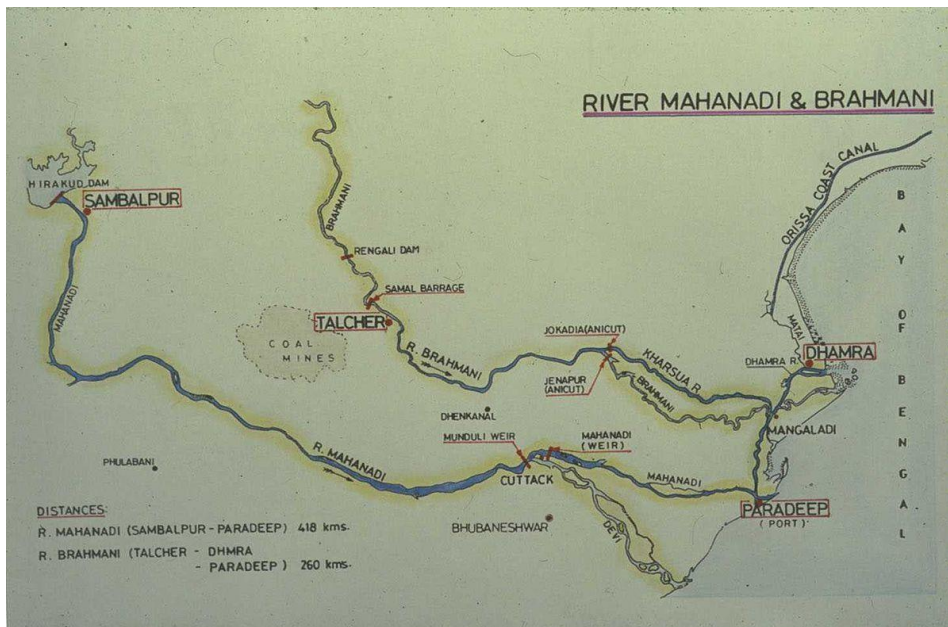 RIVER MAHANADI & BRAHMANI
ORISSA COAST CANAL
HIRAKUD DAM
SAMBALPUR
BRAHMANI
BAY OF BENGAL
RENGALI DAM
SAMAL BARRAGE
MAHANADI
TALCHER
COAL
MINES
R. BRAHMANI
JOKADIA(ANICUT)
KHARSUA R.
MATAI
DHAMRA
DHAMRA R.
JENAPUR
(ANICUT)
BRAHMANI
DHENKANAL
MANGALADI
MUNDULI WEIR
MAHANADI
(WEIR)
R. MAHANADI
PHULABANI
CUTTACK
MAHANADI
PARADEEP
(PORT)
DEVI
BHUBANESHWAR
DISTANCES:
R. MAHANADI (SAMBALPUR-PARADEEP) 418 kms.
R. BRAHMANI (TALCHER - DHMRA
- PARADEEP) 260 kms.